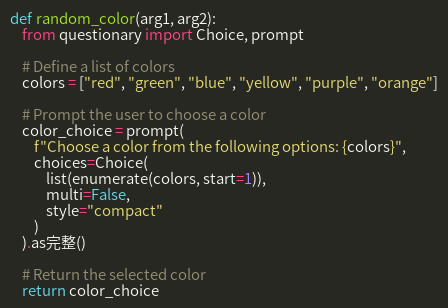 def random_color(arg1, arg2):
from questionary import Choice, prompt
# Define a list of colors
colors = ["red", "green", "blue", "yellow", "purple", "orange"]
# Prompt the user to choose a color
color_choice = prompt(
f"Choose a color from the following options: {colors}",
choices=Choice(
list(enumerate(colors, start=1)),
multi=False,
style="compact"
)
).as完整()
# Return the selected color
return color_choice